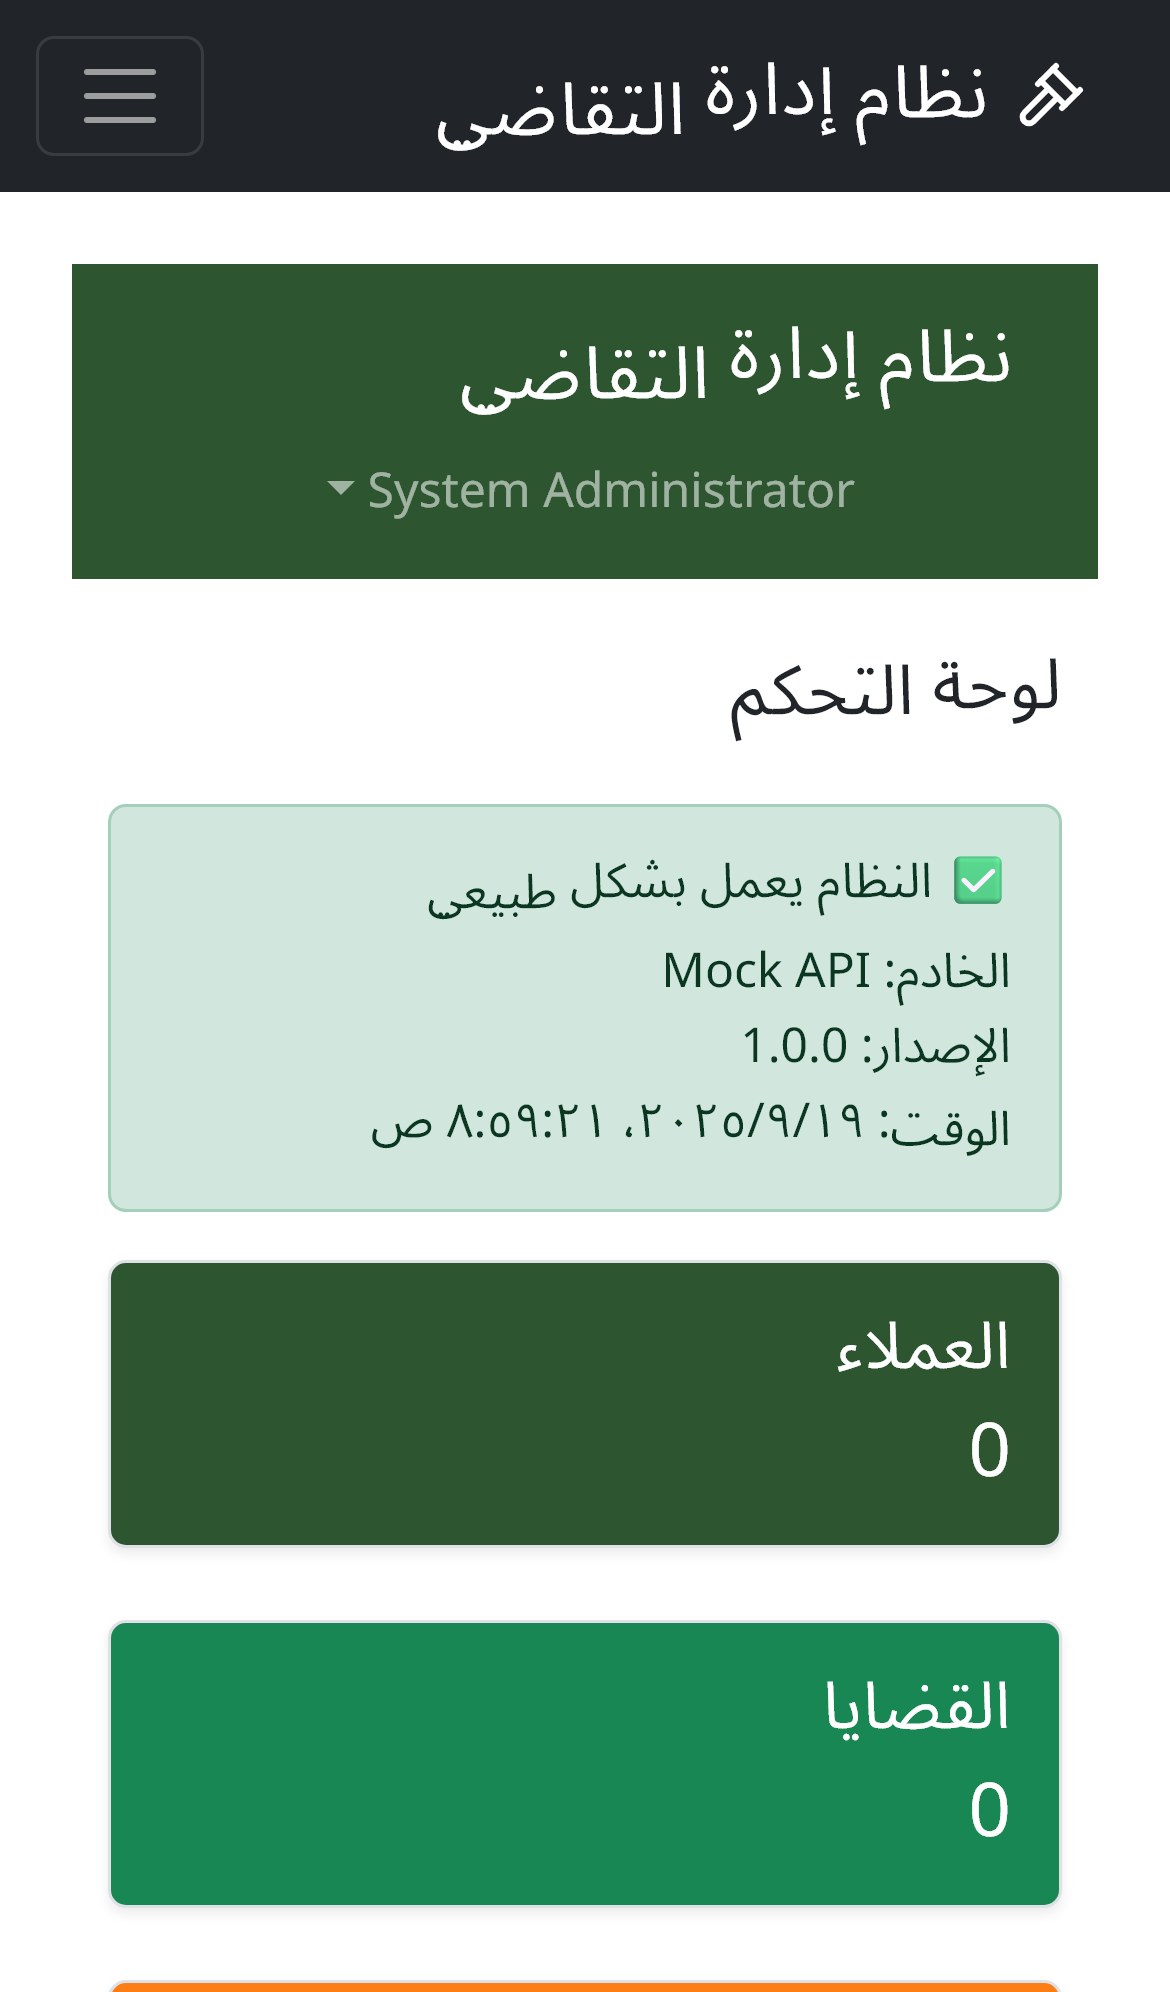 نظام إدارة التقاضي
نظام إدارة التقاضي
System Administrator
لوحة التحكم
✅ النظام يعمل بشكل طبيعي
الخادم: Mock API
الإصدار: 1.0.0
الوقت: ١٩‏/٩‏/٢٠٢٥، ٨:٥٩:٢١ ص
العملاء
0
القضايا
0